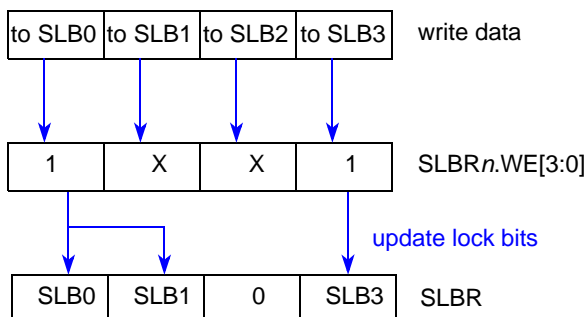 to SLB0 to SLB1 to SLB2 to SLB3 write data
1 X X 1 SLBRn.WE[3:0]
update lock bits
SLB0 SLB1 0 SLB3 SLBR